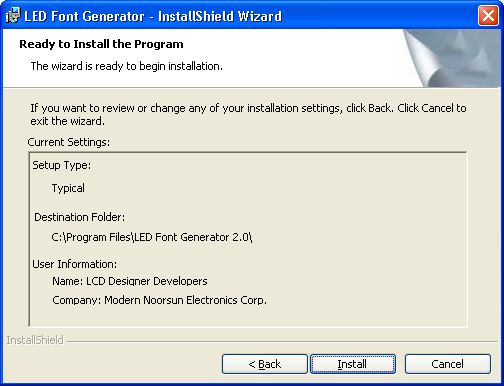 LED Font Generator - InstallShield Wizard
Ready to Install the Program
The wizard is ready to begin installation.
If you want to review or change any of your installation settings, click Back. Click Cancel to
exit the wizard.
Current Settings:
Setup Type:
Typical
Destination Folder:
C:\Program Files\LED Font Generator 2.0\
User Information:
Name: LCD Designer Developers
Company: Modern Noorsun Electronics Corp.
InstallShield
< Back Install Cancel